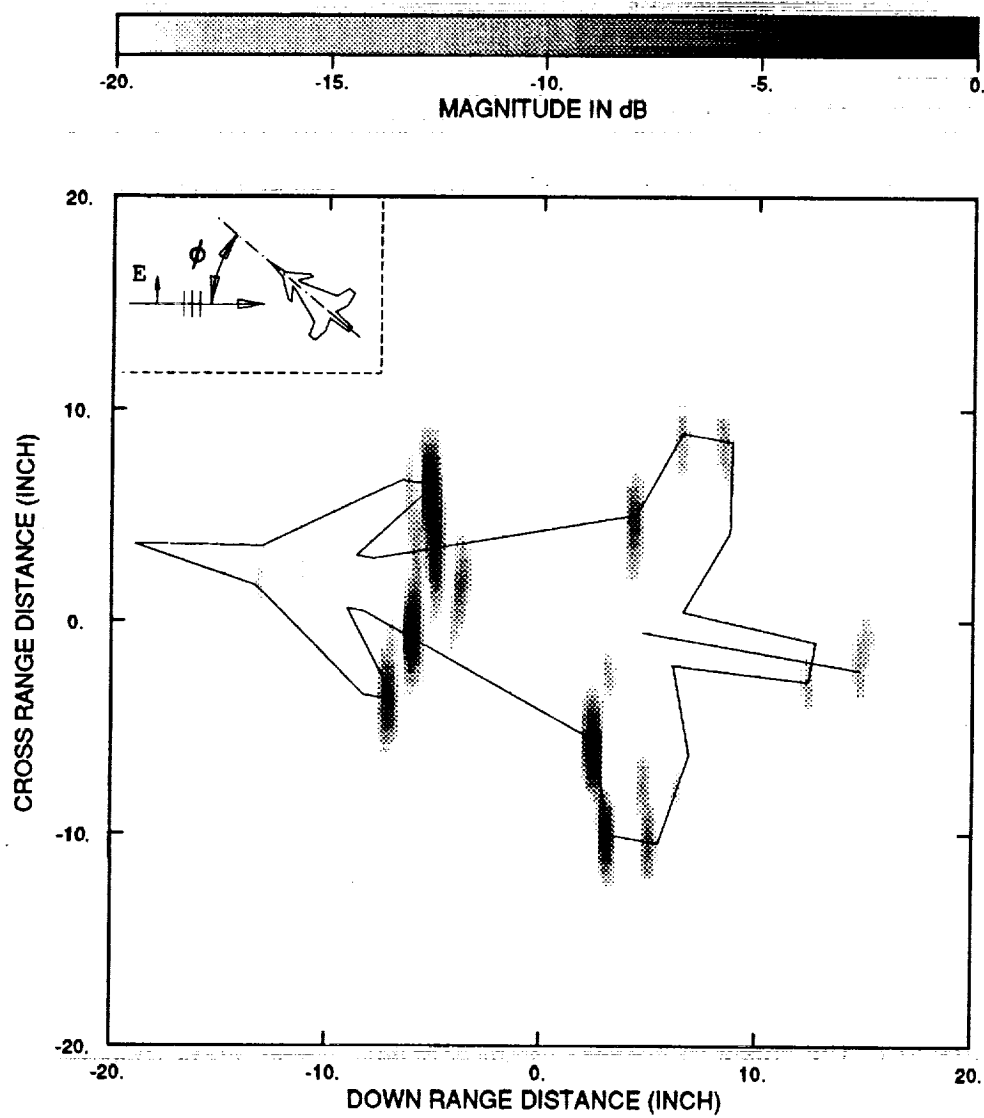 -20. -15. -10. -5. 0.
MAGNITUDE IN dB
20.
10.
0.
-10.
-20.
CROSS RANGE DISTANCE (INCH)
ϕ
E
-20. -10. 0. 10. 20.
DOWN RANGE DISTANCE (INCH)